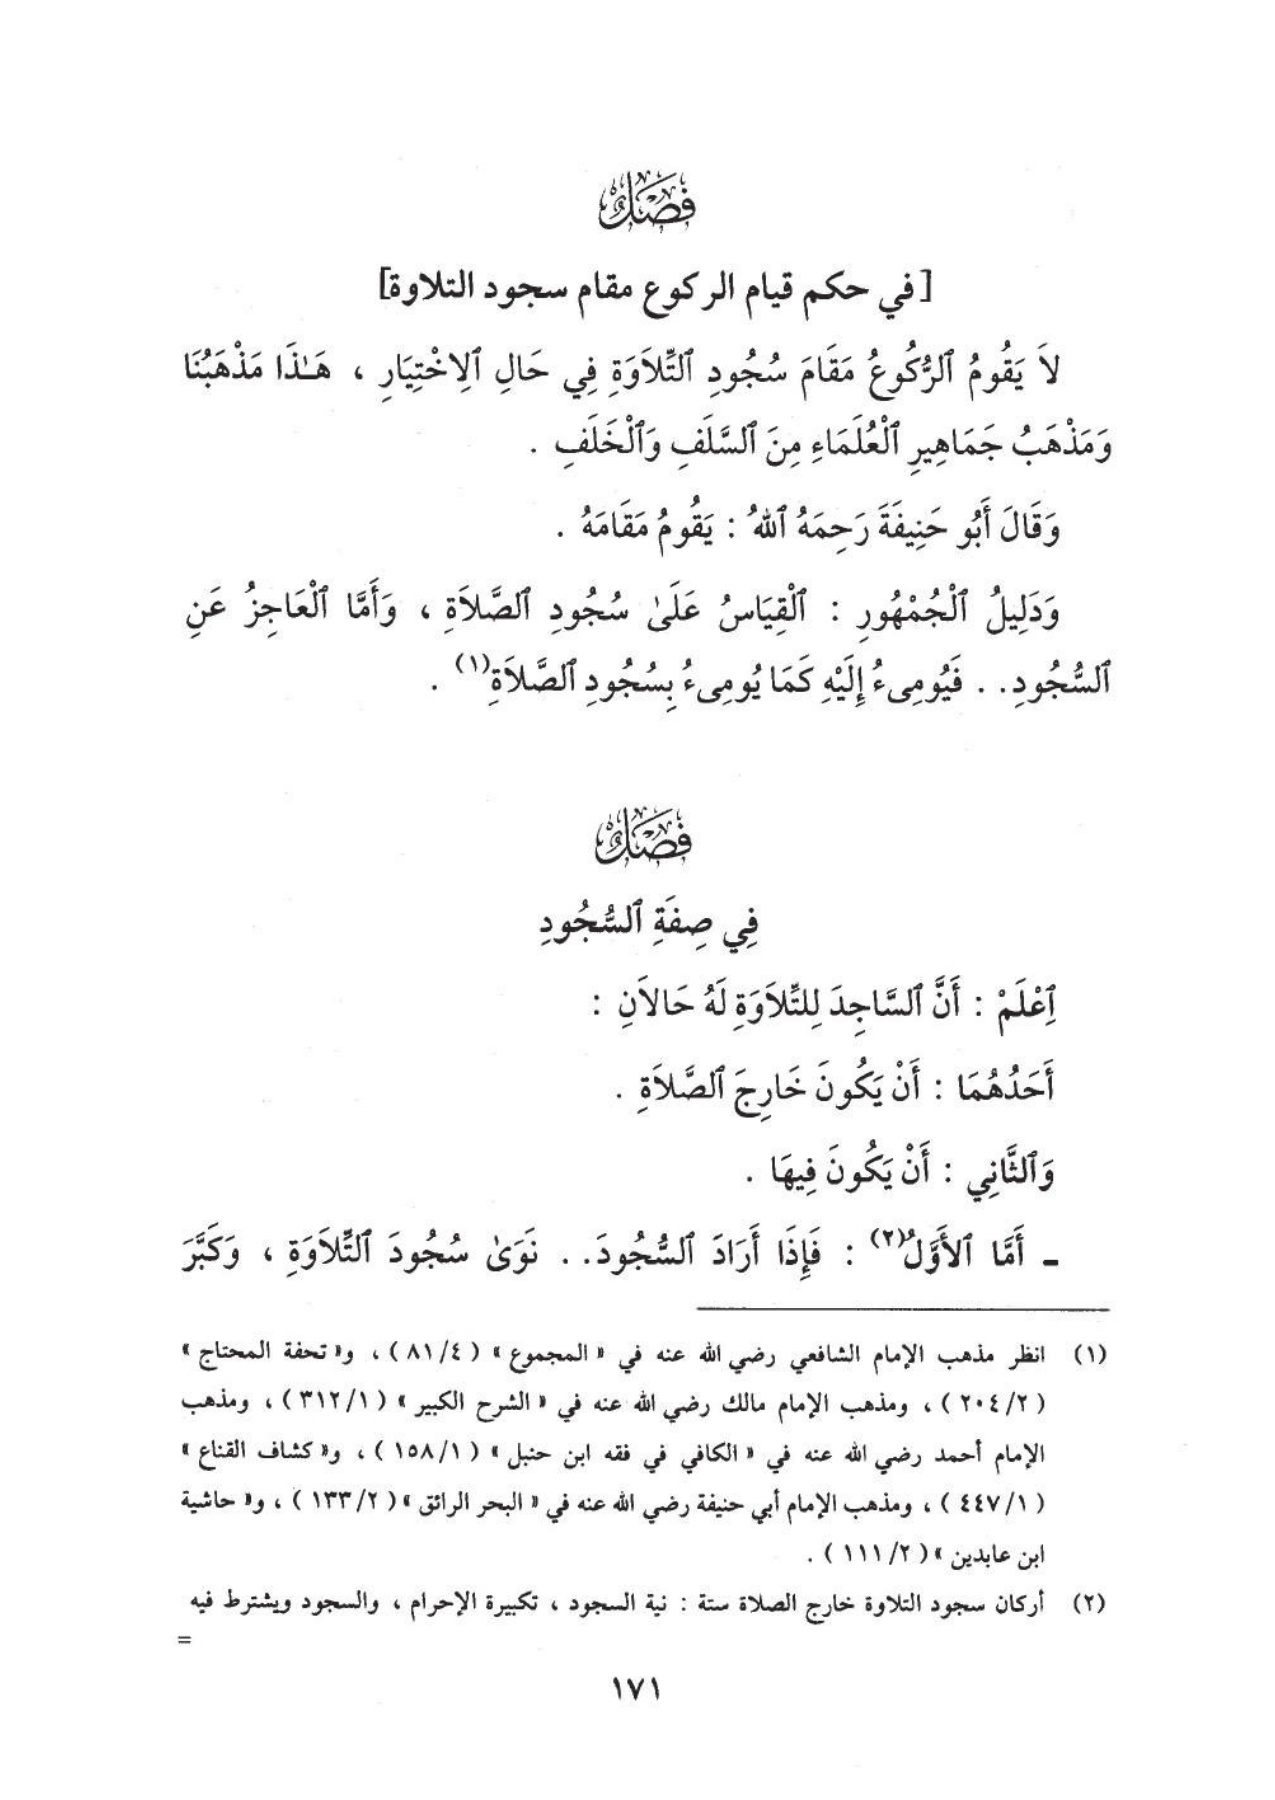 فَصْلٌ
[في حكم قيام الركوع مقام سجود التلاوة]
لاَ يَقُومُ ٱلرُّكُوعُ مَقَامَ سُجُودِ ٱلتِّلاَوَةِ فِي حَالِ ٱلِاخْتِيَارِ ، هَـٰذَا مَذْهَبُنَا
وَمَذْهَبُ جَمَاهِيرِ ٱلْعُلَمَاءِ مِنَ ٱلسَّلَفِ وَٱلْخَلَفِ .
وَقَالَ أَبُو حَنِيفَةَ رَحِمَهُ ٱللهُ : يَقُومُ مَقَامَهُ .
وَدَلِيلُ ٱلْجُمْهُورِ : ٱلْقِيَاسُ عَلَىٰ سُجُودِ ٱلصَّلاَةِ ، وَأَمَّا ٱلْعَاجِزُ عَنِ
ٱلسُّجُودِ . . فَيُومِىءُ إِلَيْهِ كَمَا يُومِىءُ بِسُجُودِ ٱلصَّلاَةِ(١) .
فَصْلٌ
فِي صِفَةِ ٱلسُّجُودِ
ٱِعْلَمْ : أَنَّ ٱلسَّاجِدَ لِلتِّلاَوَةِ لَهُ حَالاَنِ :
أَحَدُهُمَا : أَنْ يَكُونَ خَارِجَ ٱلصَّلاَةِ .
وَٱلثَّانِي : أَنْ يَكُونَ فِيهَا .
ـ أَمَّا ٱلأَوَّلُ(٢) : فَإِذَا أَرَادَ ٱلسُّجُودَ . . نَوَىٰ سُجُودَ ٱلتِّلاَوَةِ ، وَكَبَّرَ
(١) انظر مذهب الإمام الشافعي رضي الله عنه في « المجموع » ( ٨١/٤ ) ، و« تحفة المحتاج »
( ٢٠٤/٢ ) ، ومذهب الإمام مالك رضي الله عنه في « الشرح الكبير » ( ٣١٢/١ ) ، ومذهب
الإمام أحمد رضي الله عنه في « الكافي في فقه ابن حنبل » ( ١٥٨/١ ) ، و« كشاف القناع »
( ٤٤٧/١ ) ، ومذهب الإمام أبي حنيفة رضي الله عنه في « البحر الرائق » ( ١٣٣/٢ ) ، و« حاشية
ابن عابدين » ( ١١١/٢ ) .
(٢) أركان سجود التلاوة خارج الصلاة ستة : نية السجود ، تكبيرة الإحرام ، والسجود ويشترط فيه
=
١٧١